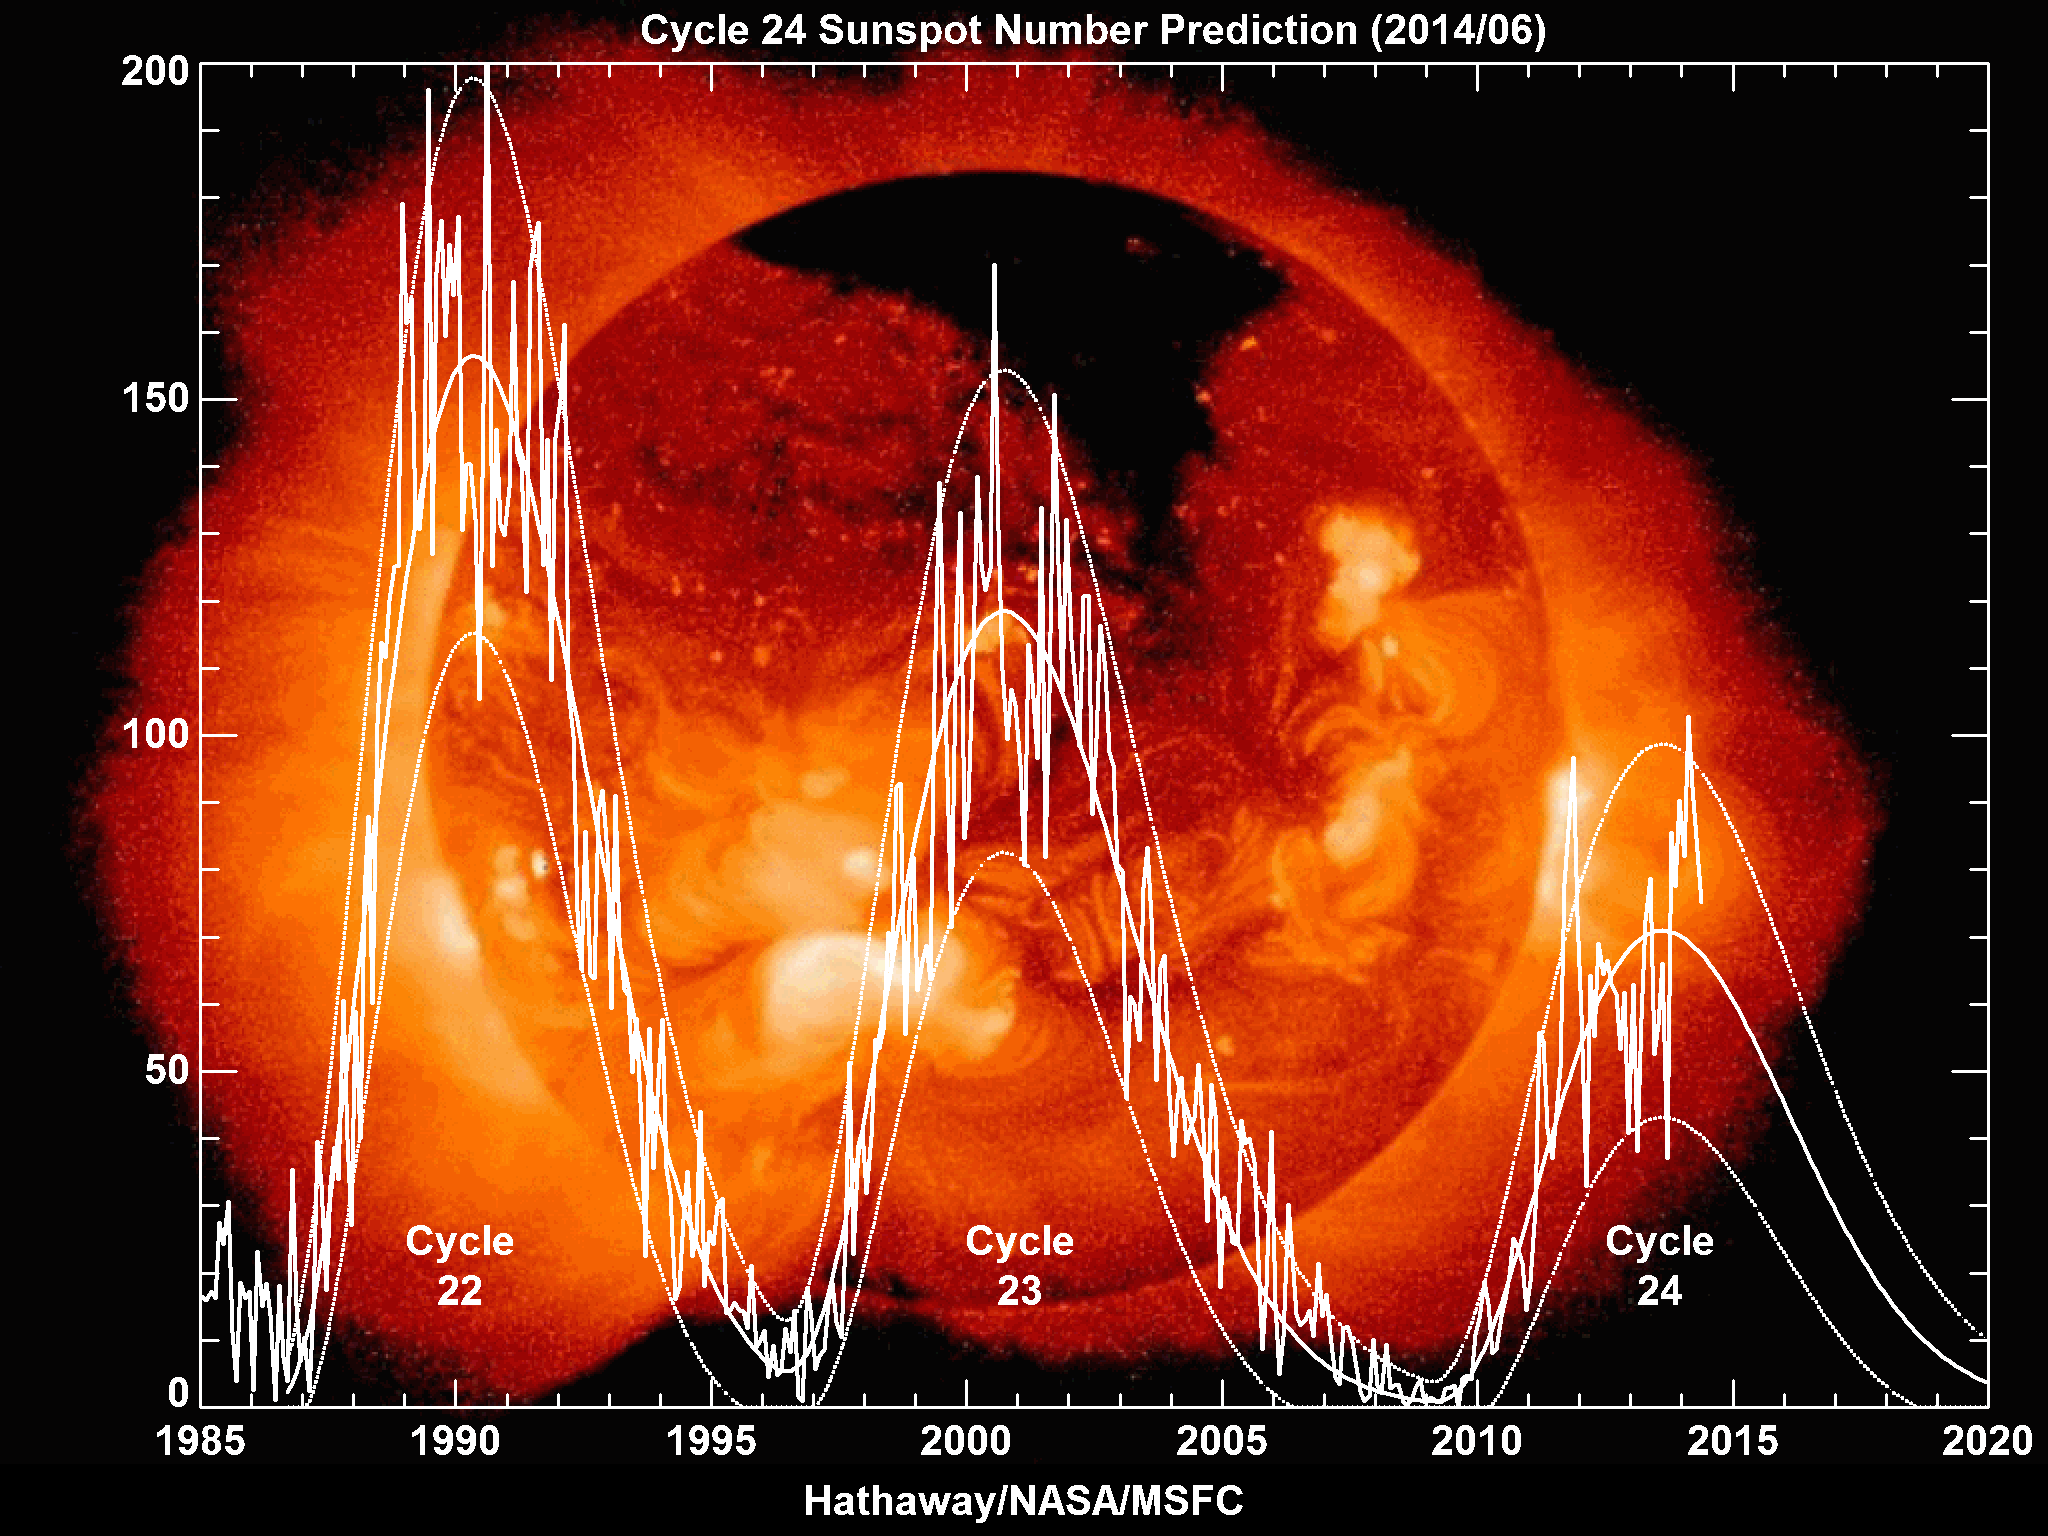 Cycle 24 Sunspot Number Prediction (2014/06)
200
150
100
50
0
Cycle
22
Cycle
23
Cycle
24
1985 1990 1995 2000 2005 2010 2015 2020
Hathaway/NASA/MSFC